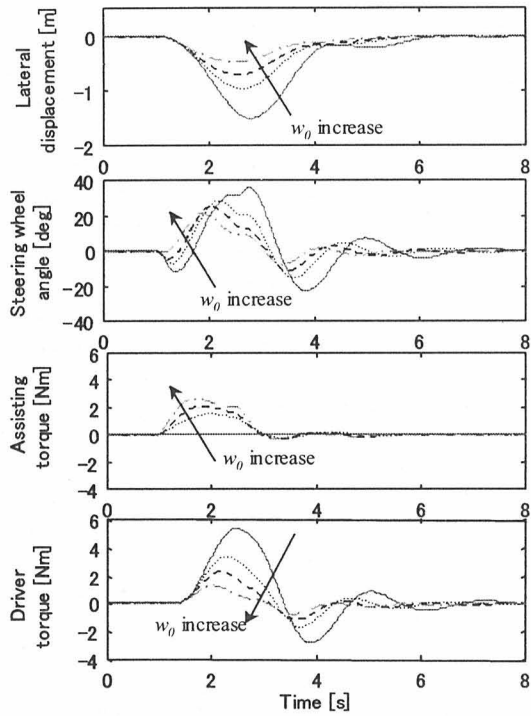 Lateral
displacement [m]
0
-1
-2
0 2 4 6 8
w0 increase
Steering wheel
angle [deg]
40
20
0
-20
-40
0 2 4 6 8
w0 increase
Assisting
torque [Nm]
6
4
2
0
-2
-4
0 2 4 6 8
w0 increase
Driver
torque [Nm]
6
4
2
0
-2
-4
0 2 4 6 8
w0 increase
Time [s]